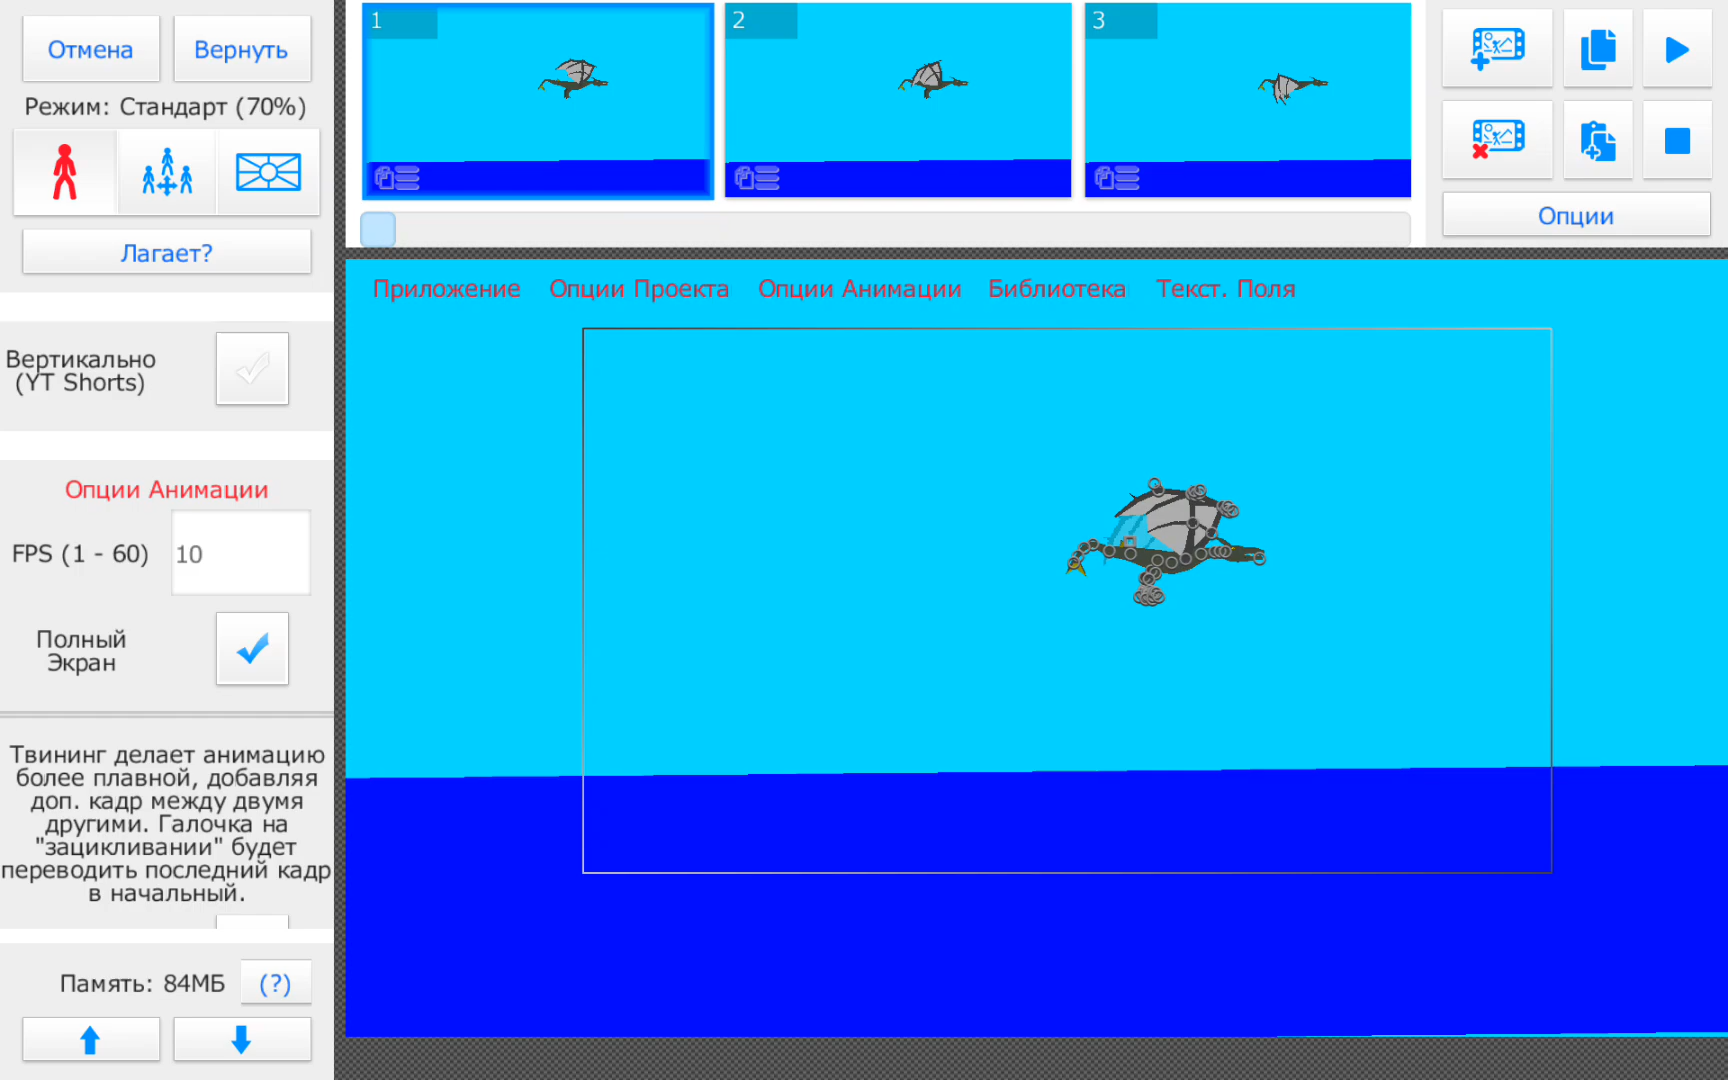 Отмена
Вернуть
Режим: Стандарт (70%)
Лагает?
Вертикально
(YT Shorts)
Опции Анимации
FPS (1 - 60)
10
Полный
Экран
Твининг делает анимацию
более плавной, добавляя
доп. кадр между двумя
другими. Галочка на
"зацикливании" будет
переводить последний кадр
в начальный.
Память: 84МБ
(?)
1
2
3
Опции
Приложение
Опции Проекта
Опции Анимации
Библиотека
Текст. Поля